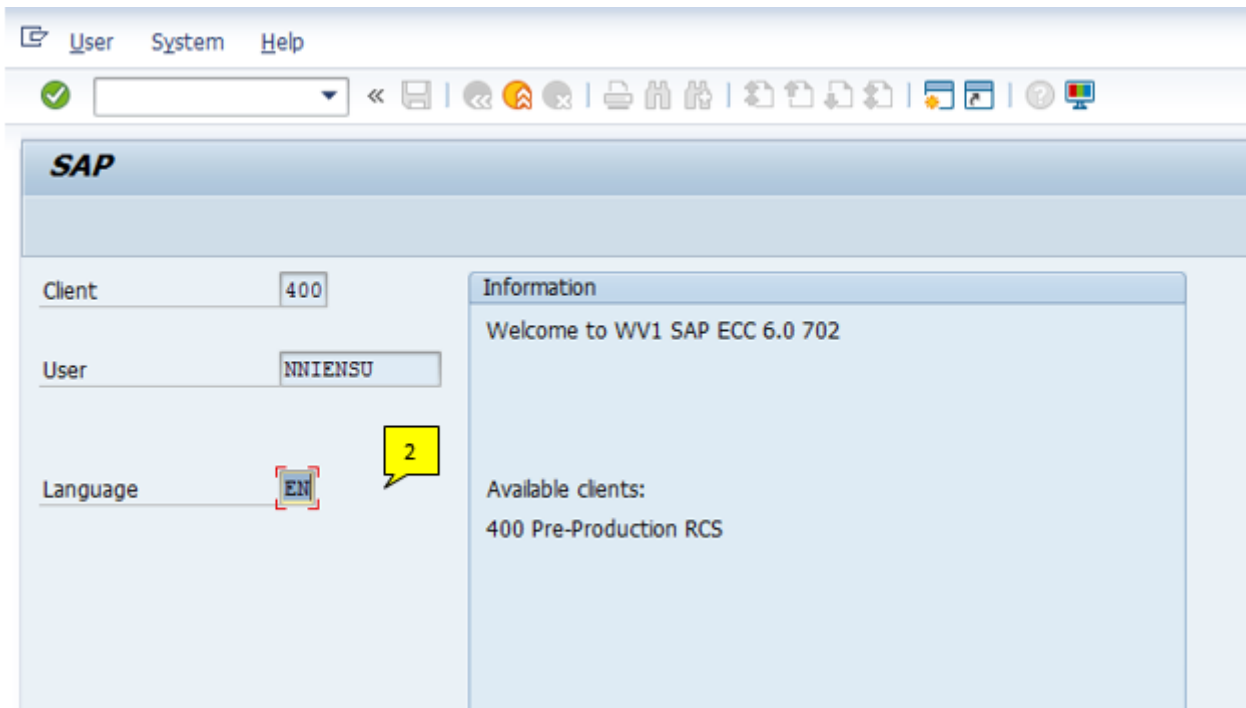 User System Help
SAP
Client 400
User NNIENSU
Language EN
2
Information
Welcome to WV1 SAP ECC 6.0 702
Available clients:
400 Pre-Production RCS